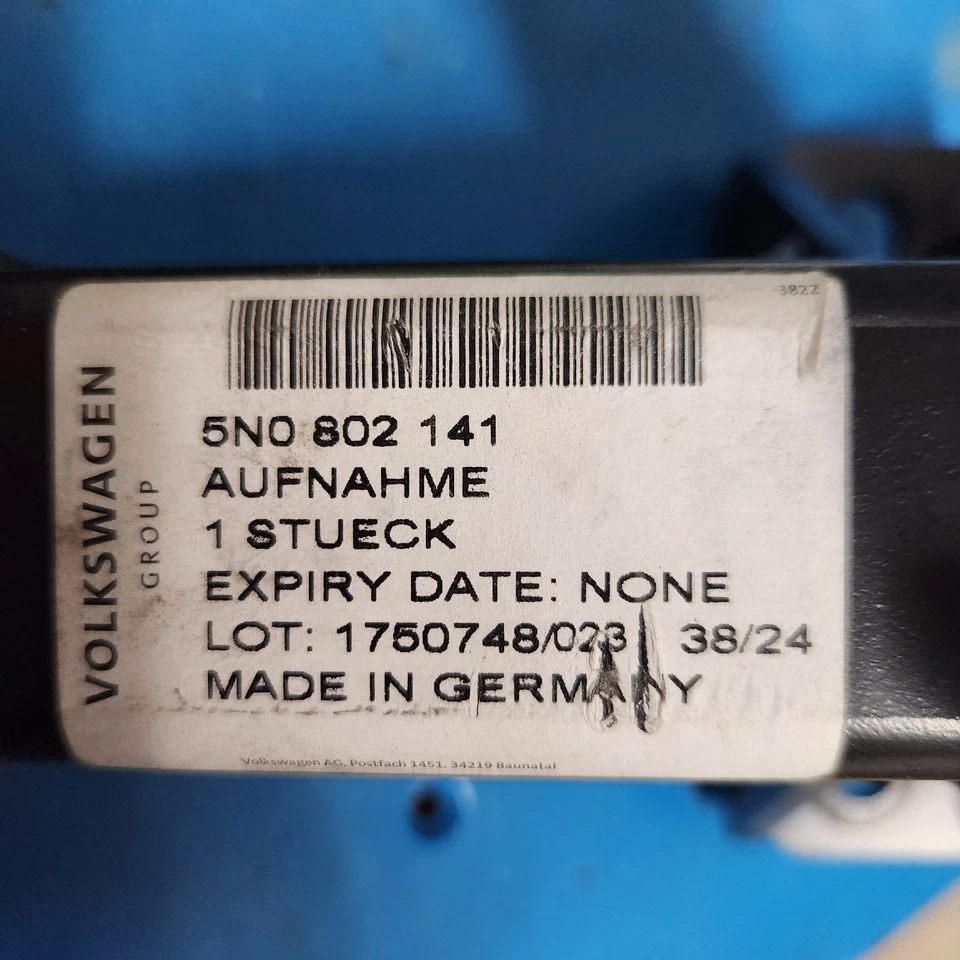 3822
5N0 802 141
AUFNAHME
1 STUECK
EXPIRY DATE: NONE
LOT: 1750748/023 38/24
MADE IN GERMANY
VOLKSWAGEN
GROUP
Volkswagen AG, Postfach 1451, 34219 Baunatal